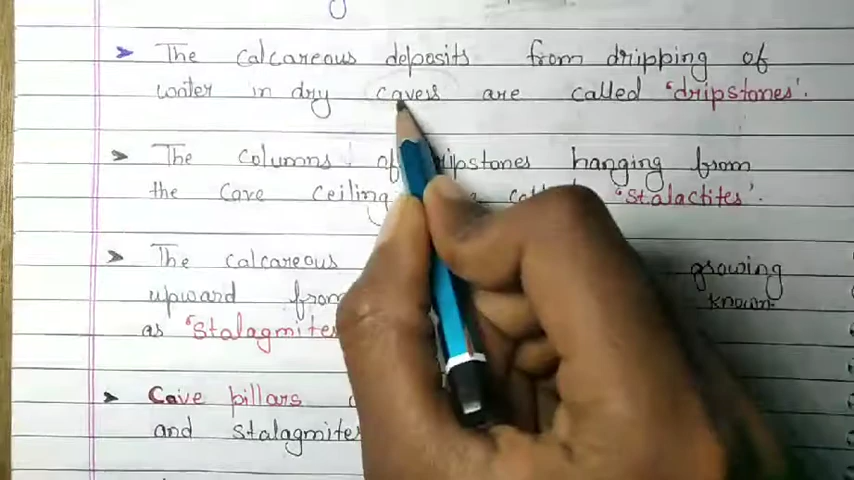 ➤ The calcareous deposits from dripping of
water in dry caves are called 'dripstones'.
➤ The columns of dripstones hanging from
the cave ceiling 'stalactites'.
➤ The calcareous growing
upward from known
as 'stalagmites
➤ Cave pillars
and stalagmites